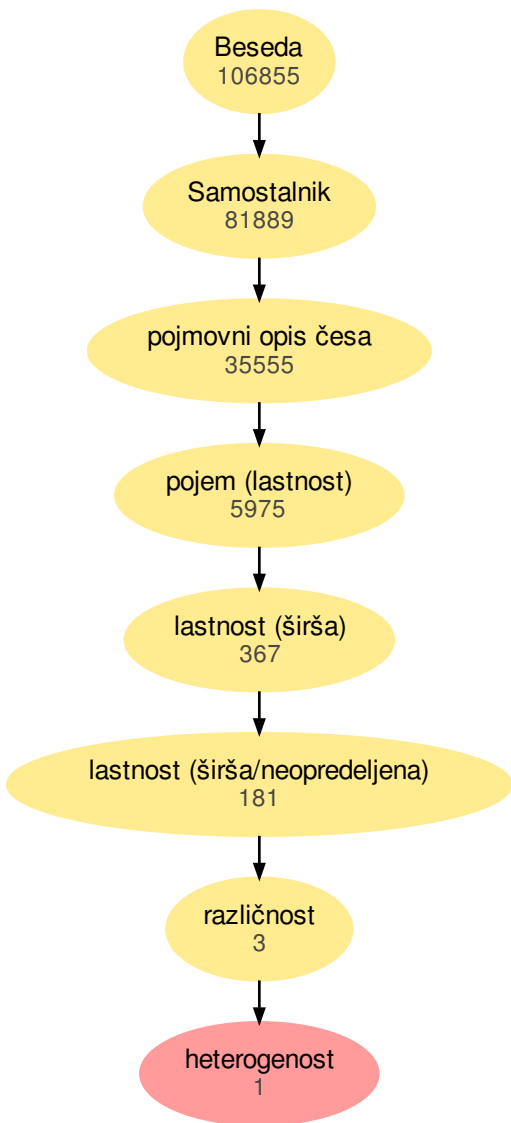 Beseda
106855
Samostalnik
81889
pojmovni opis česa
35555
pojem (lastnost)
5975
lastnost (širša)
367
lastnost (širša/neopredeljena)
181
različnost
3
heterogenost
1